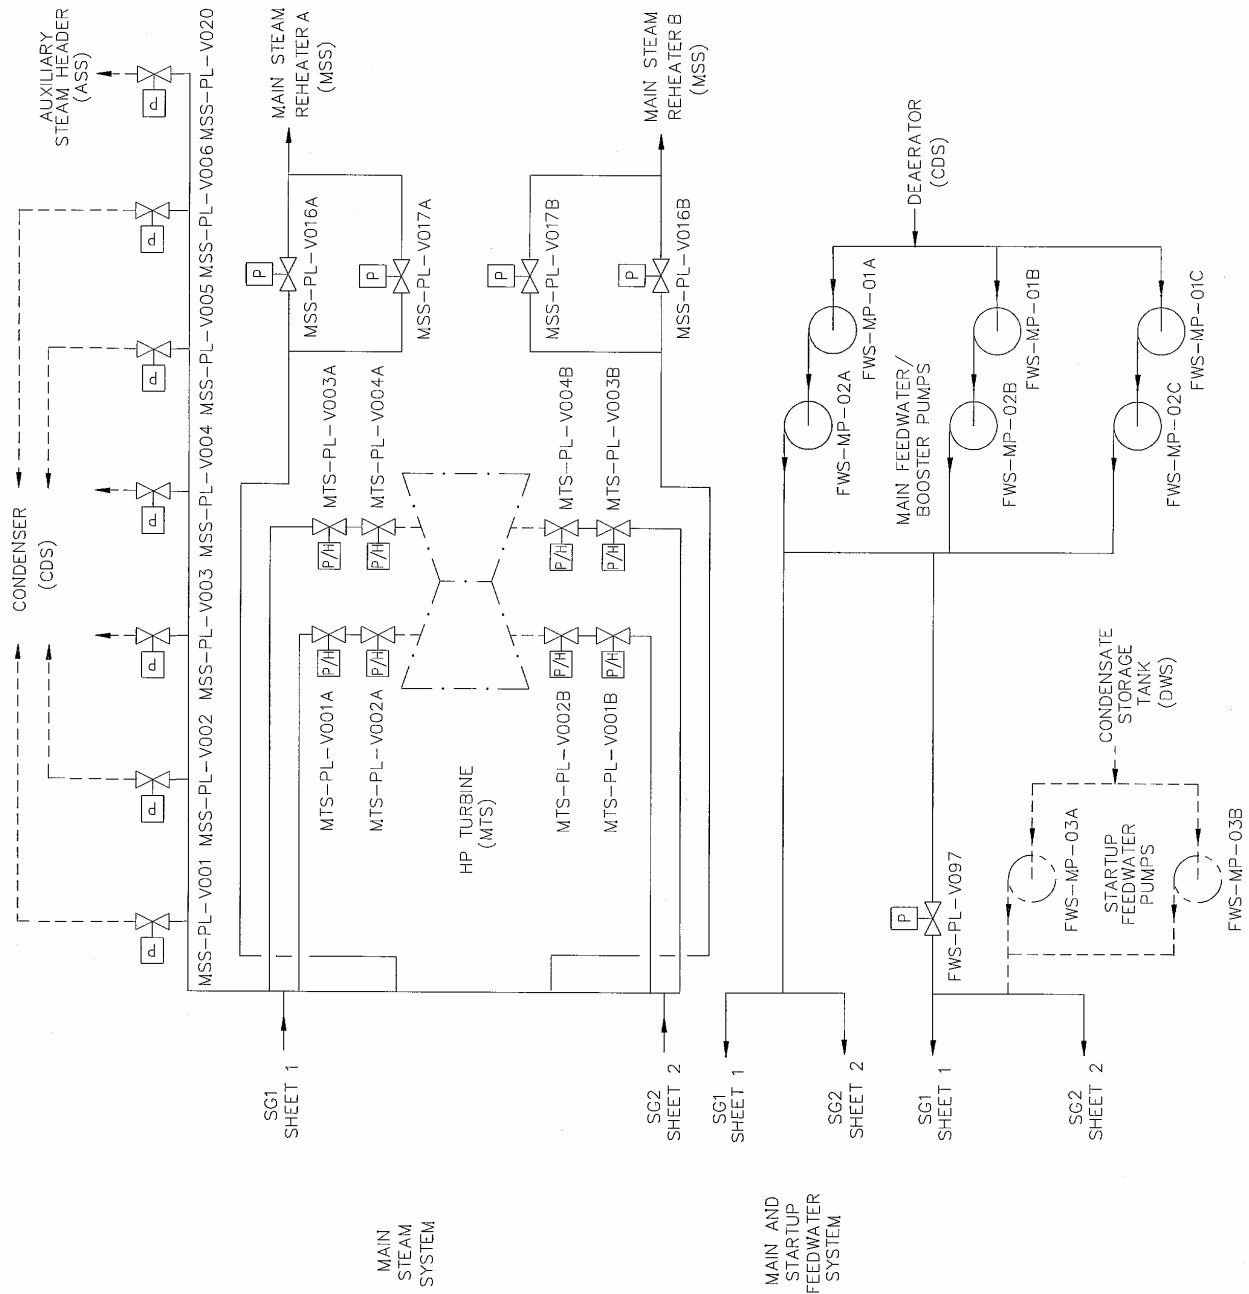 AUXILIARY
STEAM HEADER
(ASS)
CONDENSER
(CDS)
d
d
d
d
d
d
d
MSS-PL-V001
MSS-PL-V002
MSS-PL-V003
MSS-PL-V004
MSS-PL-V005
MSS-PL-V006
MSS-PL-V020
MAIN STEAM
REHEATER A
(MSS)
P
MSS-PL-V016A
P
MSS-PL-V017A
P
MSS-PL-V017B
P
MSS-PL-V016B
MAIN STEAM
REHEATER B
(MSS)
MTS-PL-V003A
P/H
MTS-PL-V004A
P/H
MTS-PL-V004B
P/H
MTS-PL-V003B
P/H
P/H
MTS-PL-V001A
P/H
MTS-PL-V002A
P/H
MTS-PL-V002B
P/H
MTS-PL-V001B
HP TURBINE
(MTS)
SG1
SHEET 1
SG2
SHEET 2
MAIN
STEAM
SYSTEM
DEAERATOR
(CDS)
FWS-MP-01A
FWS-MP-02A
FWS-MP-01B
FWS-MP-02B
FWS-MP-01C
FWS-MP-02C
MAIN FEEDWATER/
BOOSTER PUMPS
CONDENSATE
STORAGE
TANK
(DWS)
FWS-MP-03A
STARTUP
FEEDWATER
PUMPS
FWS-MP-03B
P
FWS-PL-V097
SG1
SHEET 1
SG2
SHEET 2
SG1
SHEET 1
SG2
SHEET 2
MAIN AND
STARTUP
FEEDWATER
SYSTEM